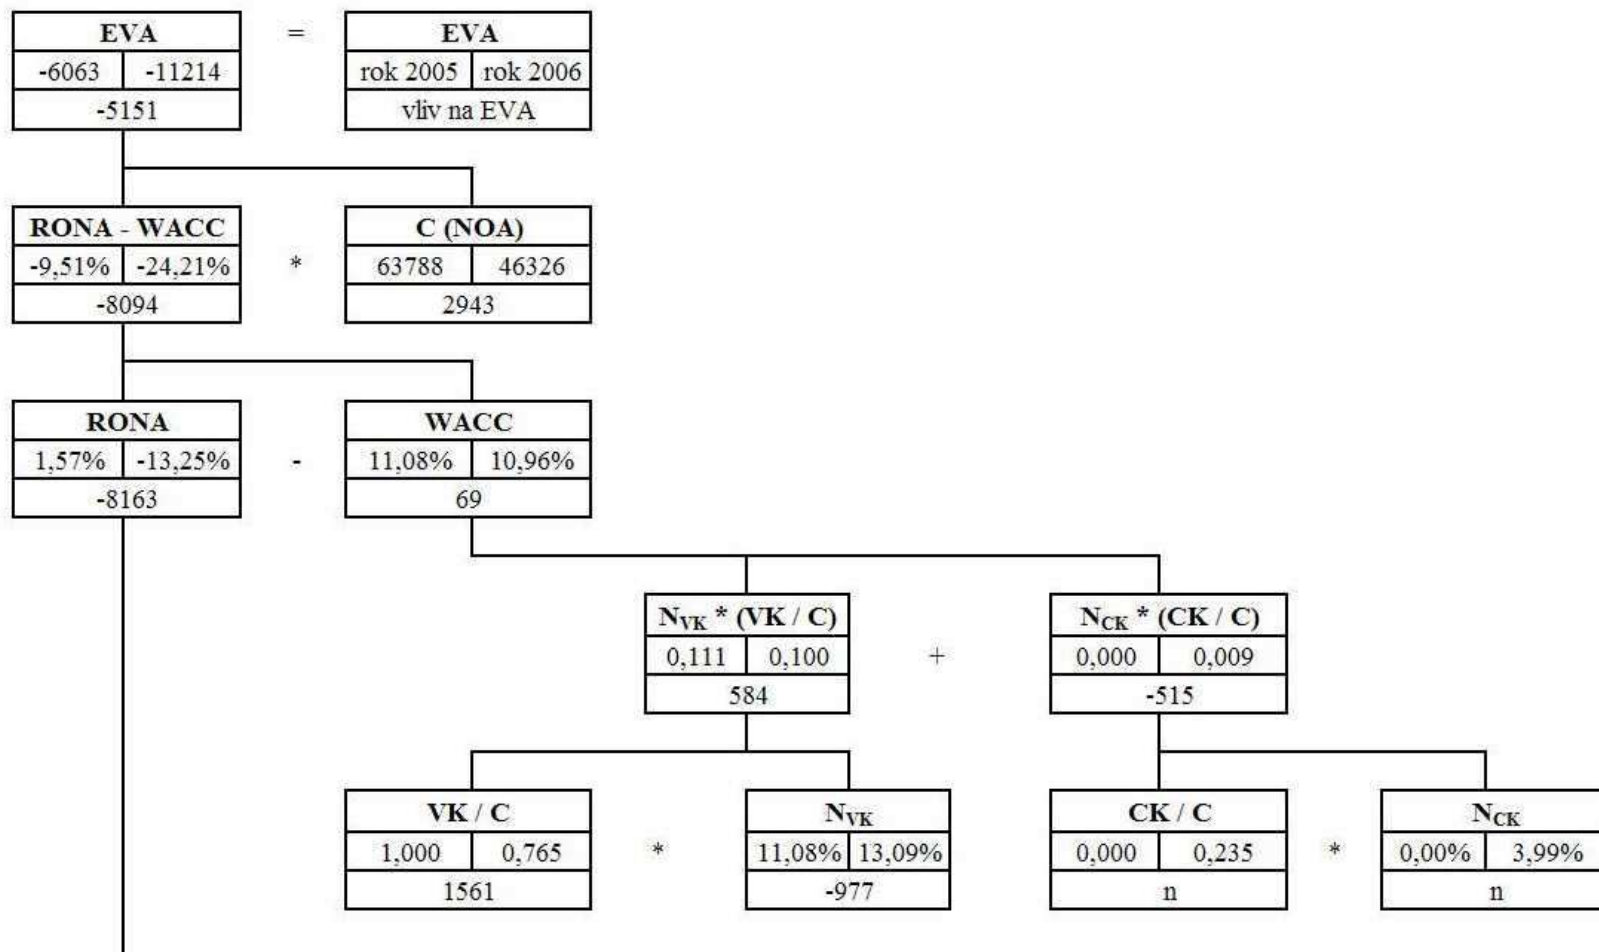 EVA = EVA
-6063 -11214 rok 2005 rok 2006
-5151 vliv na EVA
RONA - WACC C (NOA)
-9,51% -24,21% * 63788 46326
-8094 2943
RONA WACC
1,57% -13,25% - 11,08% 10,96%
-8163 69
NVK * (VK / C) NCK * (CK / C)
0,111 0,100 + 0,000 0,009
584 -515
VK / C NVK CK / C NCK
1,000 0,765 * 11,08% 13,09% 0,000 0,235 * 0,00% 3,99%
1561 -977 n n